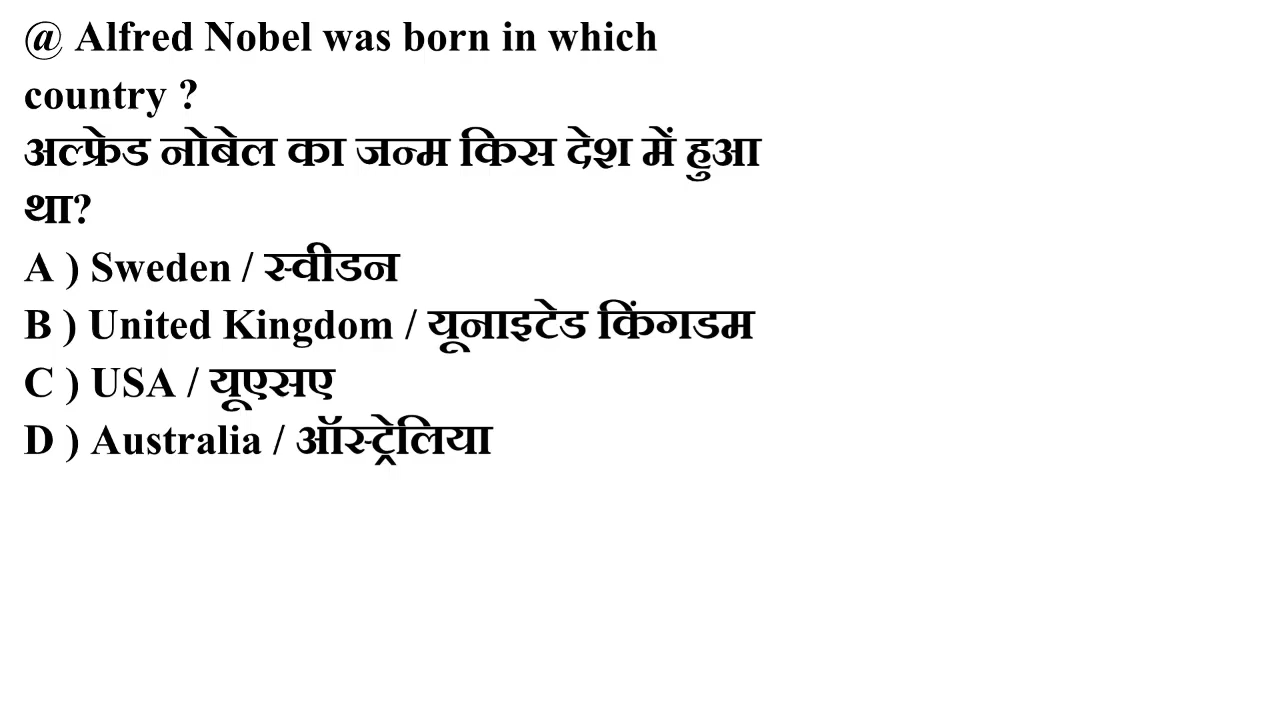 @ Alfred Nobel was born in which
country ?
अल्फ्रेड नोबेल का जन्म किस देश में हुआ
था?
A ) Sweden / स्वीडन
B ) United Kingdom / यूनाइटेड किंगडम
C ) USA / यूएसए
D ) Australia / ऑस्ट्रेलिया